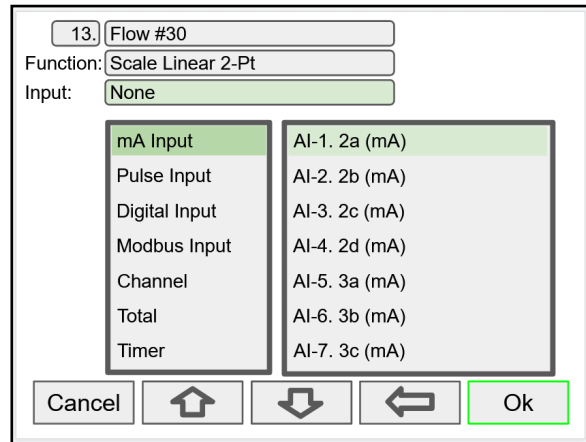 13. Flow #30
Function: Scale Linear 2-Pt
Input: None
mA Input
Pulse Input
Digital Input
Modbus Input
Channel
Total
Timer
AI-1. 2a (mA)
AI-2. 2b (mA)
AI-3. 2c (mA)
AI-4. 2d (mA)
AI-5. 3a (mA)
AI-6. 3b (mA)
AI-7. 3c (mA)
Cancel
Ok